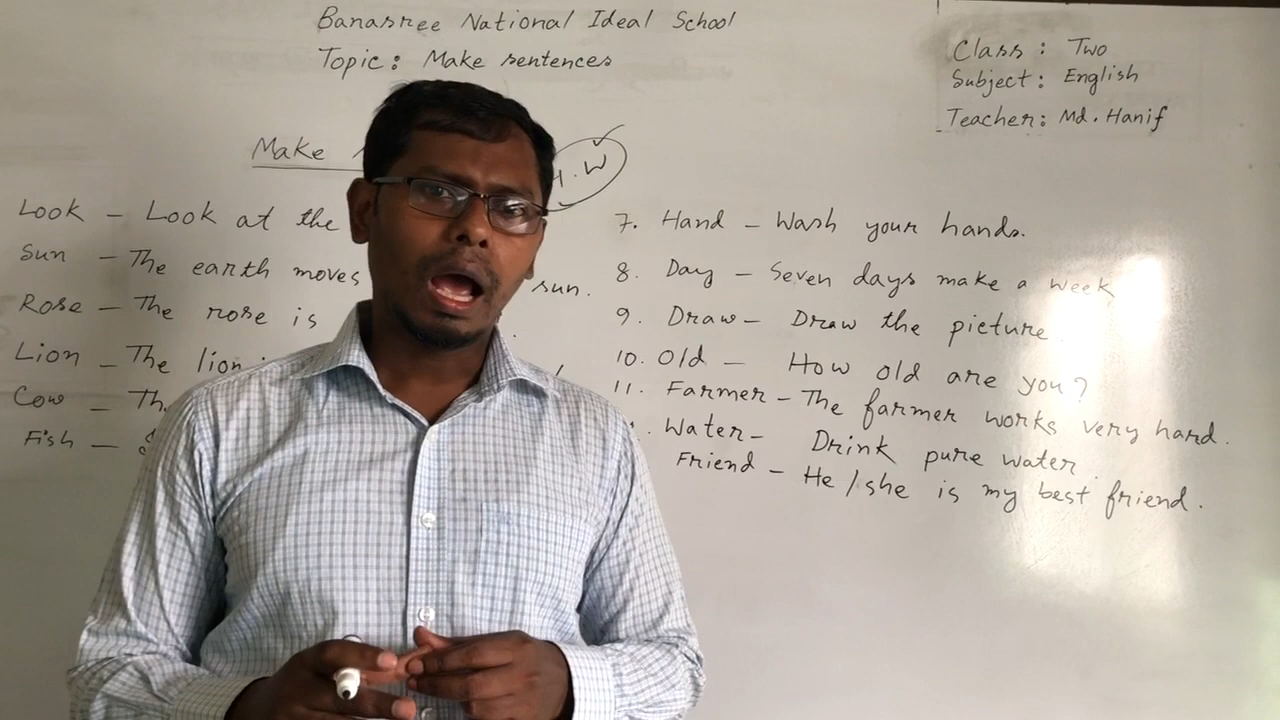 Banasree National Ideal School
Topic: Make sentences
Class: Two
Subject: English
Teacher: Md. Hanif
Make
H.W
Look – Look at the
Sun – The earth moves sun.
Rose – The rose is
Lion – The lion
Cow –
Fish –
7. Hand – Wash your hands.
8. Day – Seven days make a week
9. Draw – Draw the picture
10. Old – How old are you?
11. Farmer – The farmer works very hard.
Water – Drink pure water.
Friend – He/she is my best friend.